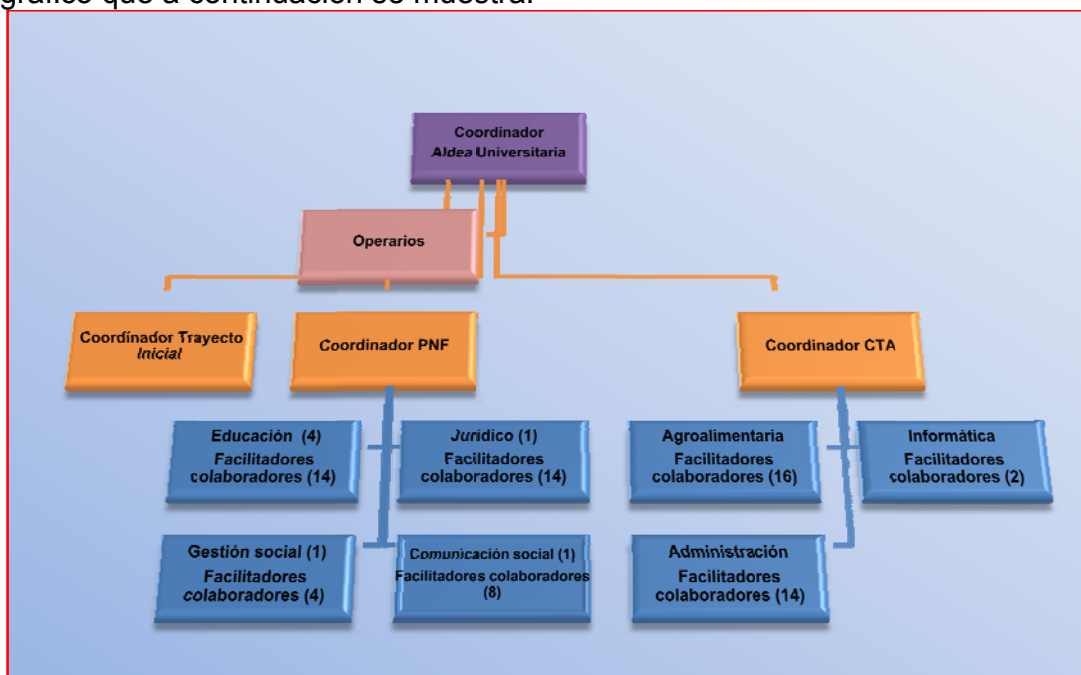 gráfico que a continuación se muestra.
Coordinador
Aldea Universitaria
Operarios
Coordinador Trayecto
Inicial
Coordinador PNF
Coordinador CTA
Educación (4)
Facilitadores
colaboradores (14)
Jurídico (1)
Facilitadores
colaboradores (14)
Agroalimentaria
Facilitadores
colaboradores (16)
Informática
Facilitadores
colaboradores (2)
Gestión social (1)
Facilitadores
colaboradores (4)
Comunicación social (1)
Facilitadores colaboradores
(8)
Administración
Facilitadores
colaboradores (14)